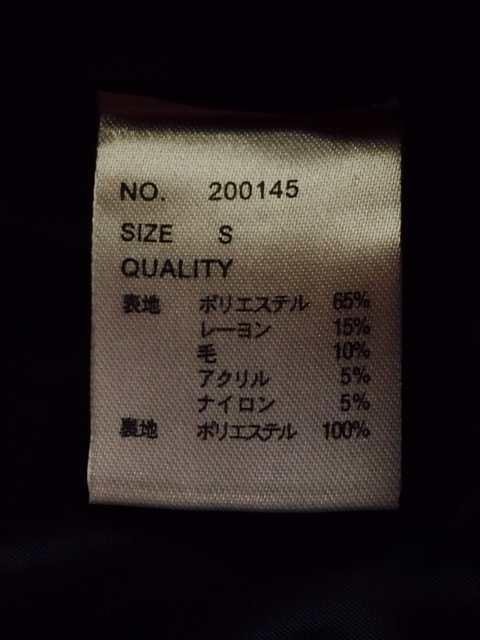 NO. 200145
SIZE S
QUALITY
表地 ポリエステル 65%
レーヨン 15%
毛 10%
アクリル 5%
ナイロン 5%
裏地 ポリエステル 100%